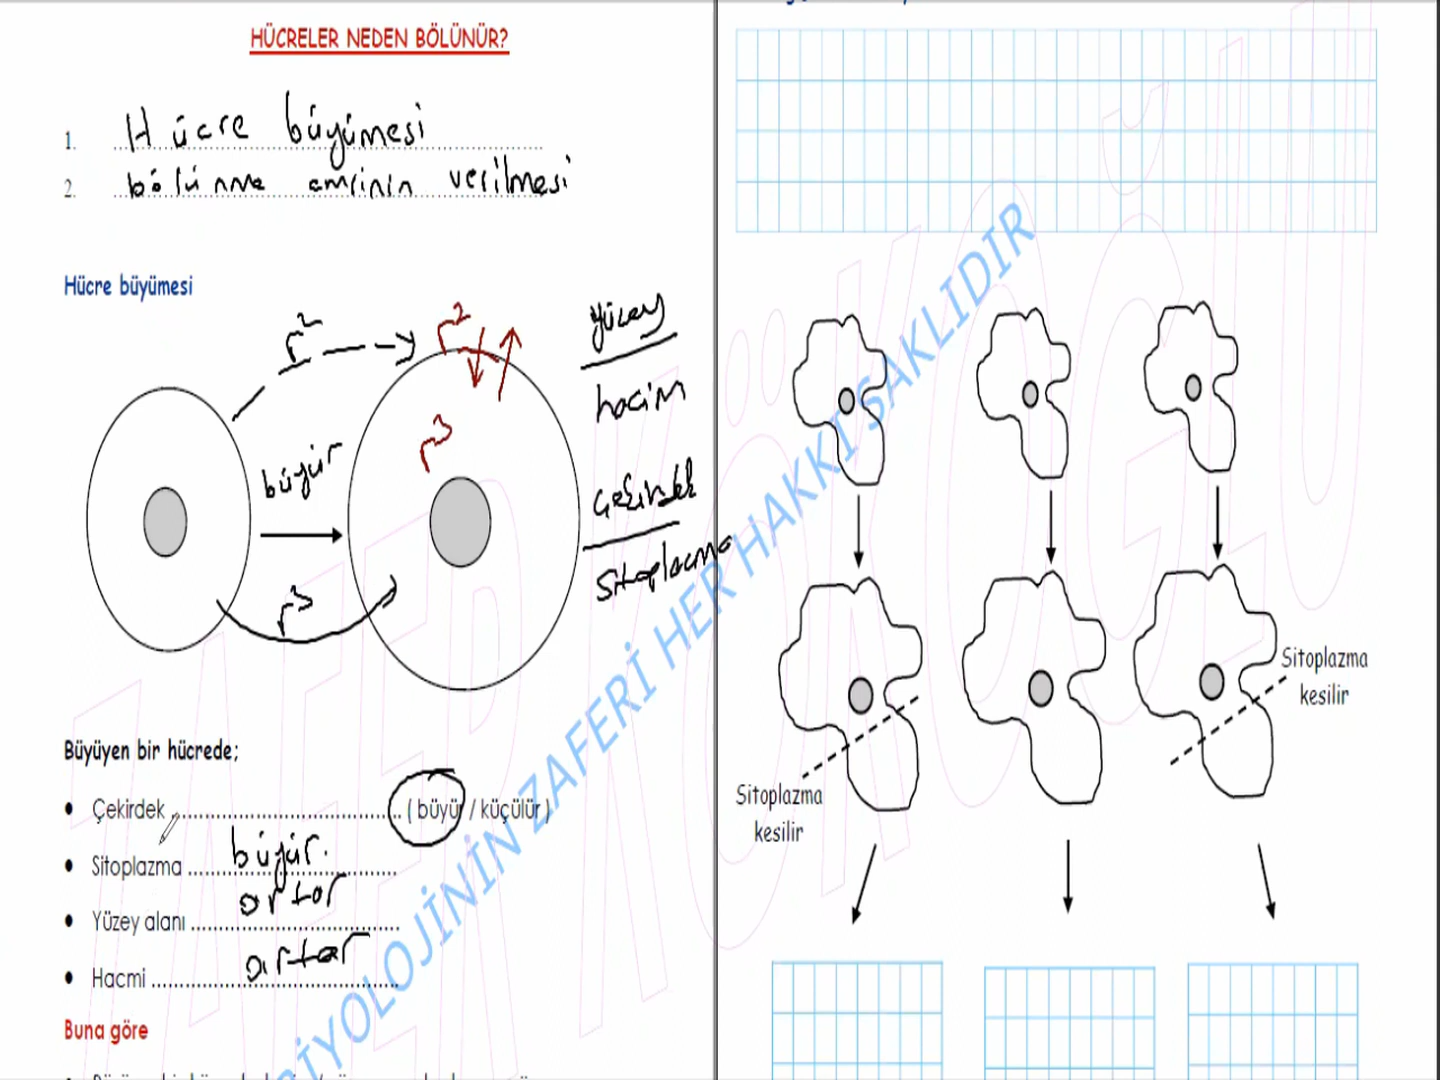 HÜCRELER NEDEN BÖLÜNÜR?
1. Hücre büyümesi
2. bölünme emrinin verilmesi
Hücre büyümesi
r²
r²
r³
büyür
r³
yüzey
hacim
Çekirdek
Sitoplazma
Büyüyen bir hücrede;
• Çekirdek ( büyür / küçülür )
• Sitoplazma büyür.
• Yüzey alanı artar
• Hacmi artar
Buna göre
Sitoplazma
kesilir
Sitoplazma
kesilir
BİYOLOJİNİN ZAFERİ HER HAKKI SAKLIDIR